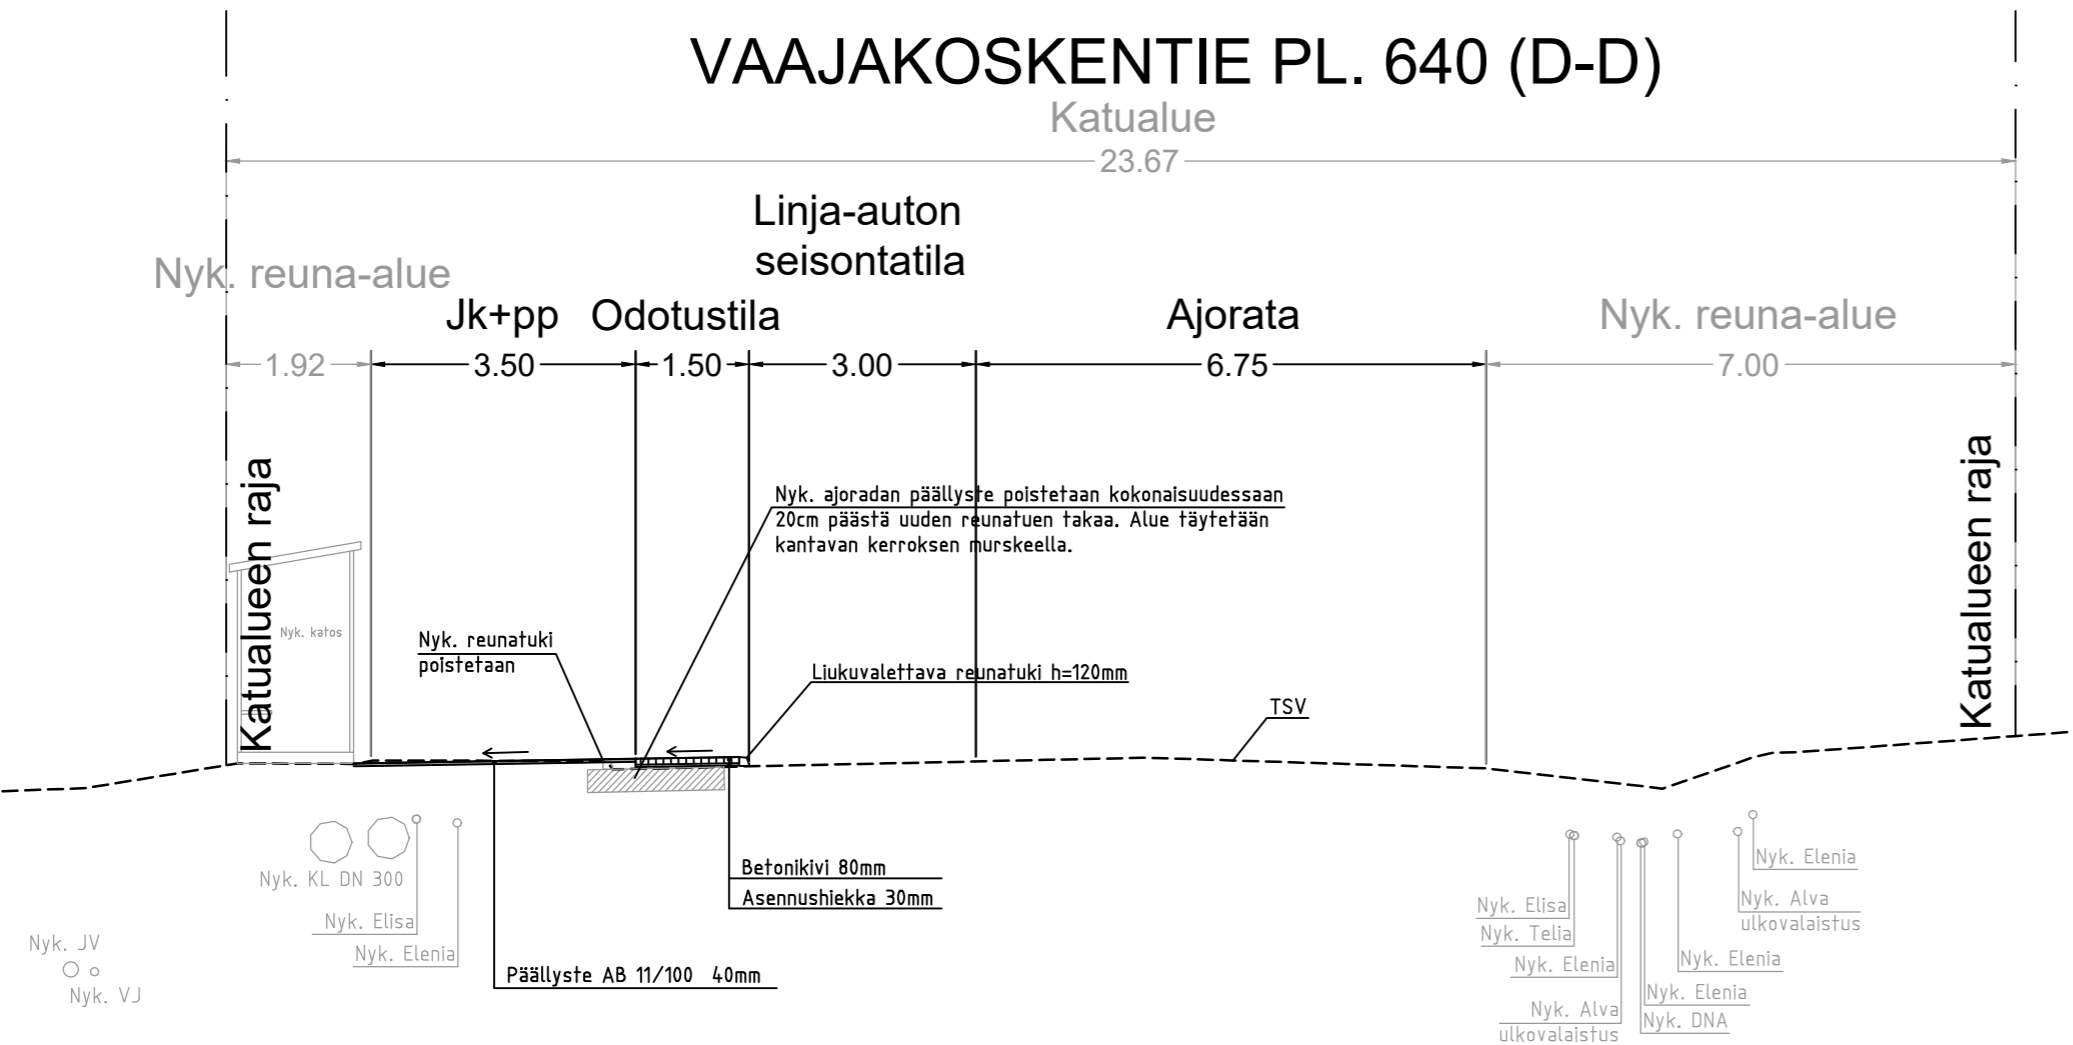 VAAJAKOSKENTIE PL. 640 (D-D)
Katualue
23.67
Linja-auton
seisontatila
Nyk. reuna-alue
Jk+pp
Odotustila
Ajorata
Nyk. reuna-alue
1.92
3.50
1.50
3.00
6.75
7.00
Katualueen raja
Katualueen raja
Nyk. ajoradan päällyste poistetaan kokonaisuudessaan
20cm päästä uuden reunatuen takaa. Alue täytetään
kantavan kerroksen murskeella.
Nyk. katos
Nyk. reunatuki
poistetaan
Liukuvalettava reunatuki h=120mm
TSV
Betonikivi 80mm
Asennushiekka 30mm
Päällyste AB 11/100 40mm
Nyk. KL DN 300
Nyk. Elisa
Nyk. Elenia
Nyk. JV
Nyk. VJ
Nyk. Elenia
Nyk. Alva
ulkovalaistus
Nyk. Elisa
Nyk. Telia
Nyk. Elenia
Nyk. Elenia
Nyk. Elenia
Nyk. Alva
ulkovalaistus
Nyk. DNA